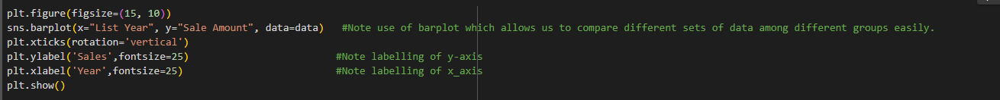 plt.figure(figsize=(15, 10))
sns.barplot(x="List Year", y="Sale Amount", data=data)   #Note use of barplot which allows us to compare different sets of data among different groups easily.
plt.xticks(rotation='vertical')
plt.ylabel('Sales',fontsize=25)                         #Note labelling of y-axis
plt.xlabel('Year',fontsize=25)                          #Note labelling of x_axis
plt.show()